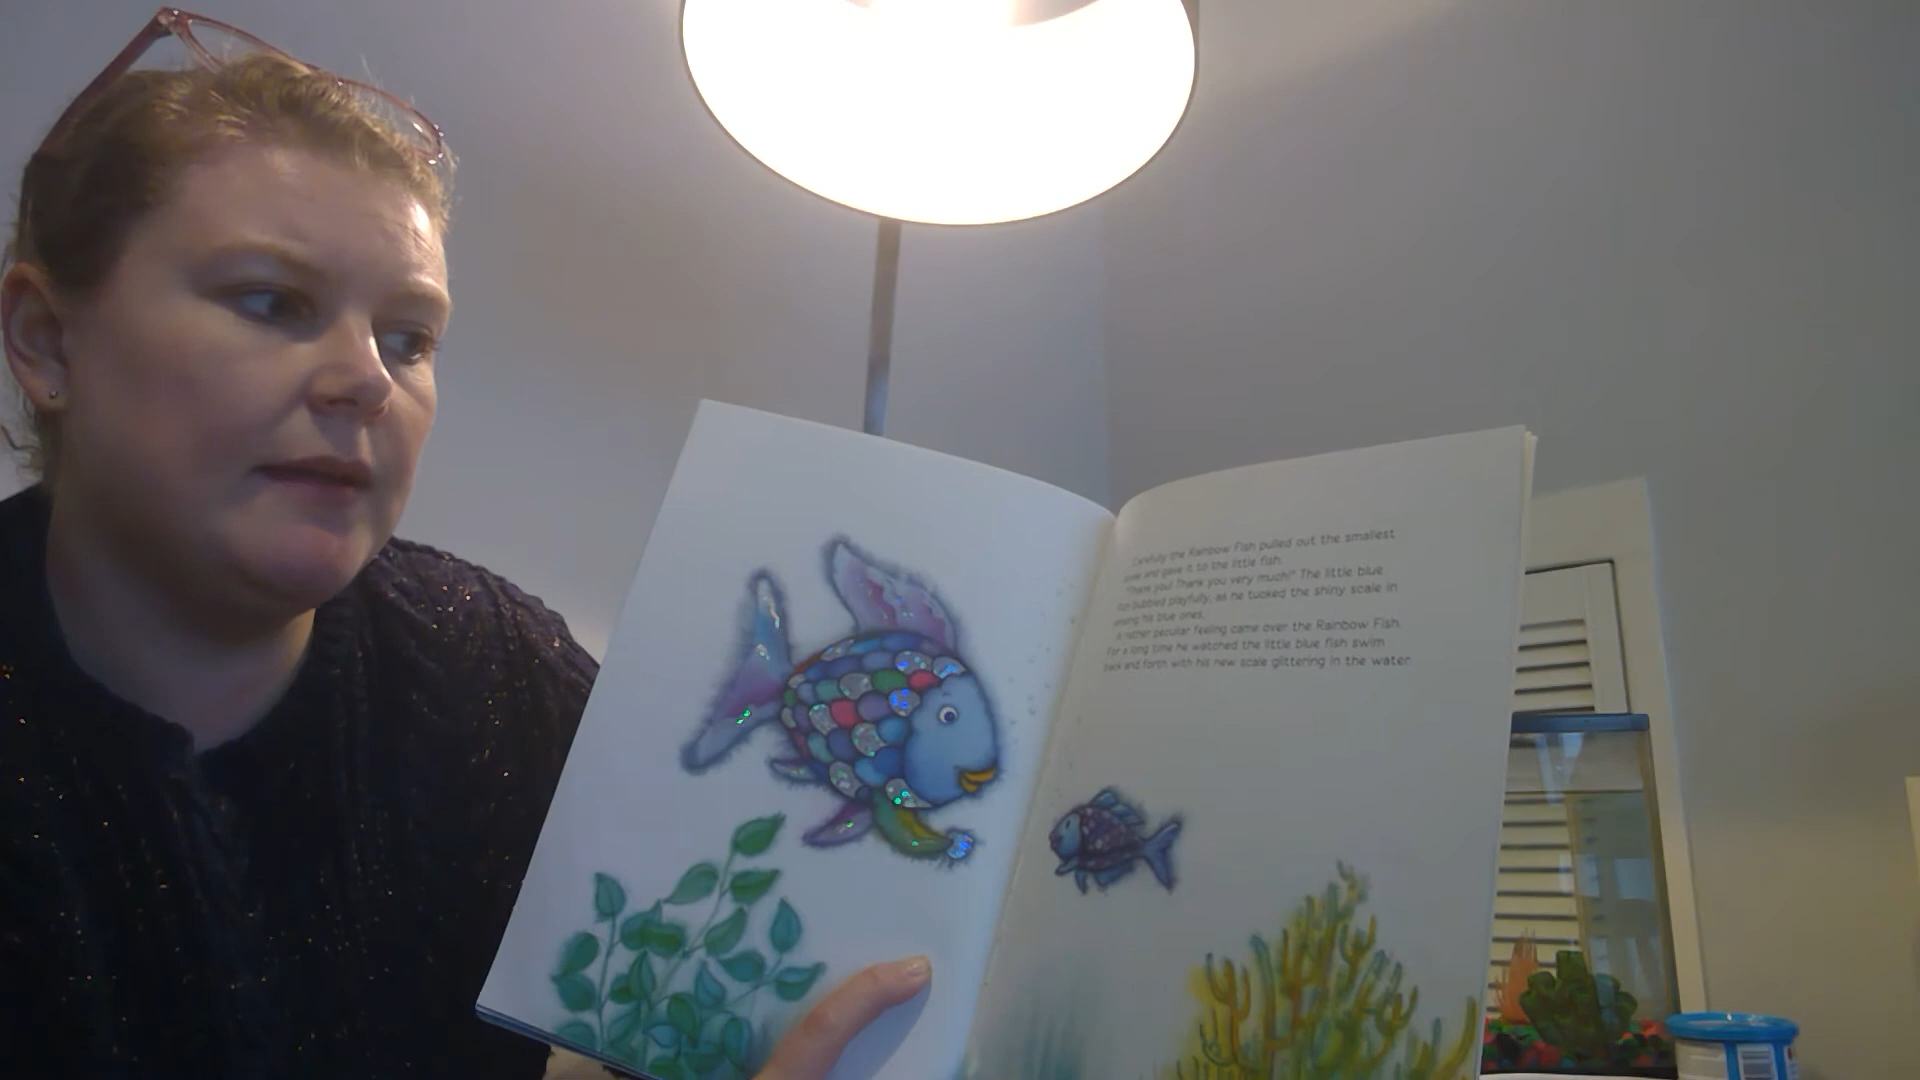 Carefully the Rainbow Fish pulled out the smallest
scale and gave it to the little fish.
"Thank you! Thank you very much!" The little blue
fish bubbled playfully, as he tucked the shiny scale in
among his blue ones.
A rather peculiar feeling came over the Rainbow Fish.
For a long time he watched the little blue fish swim
back and forth with his new scale glittering in the water.